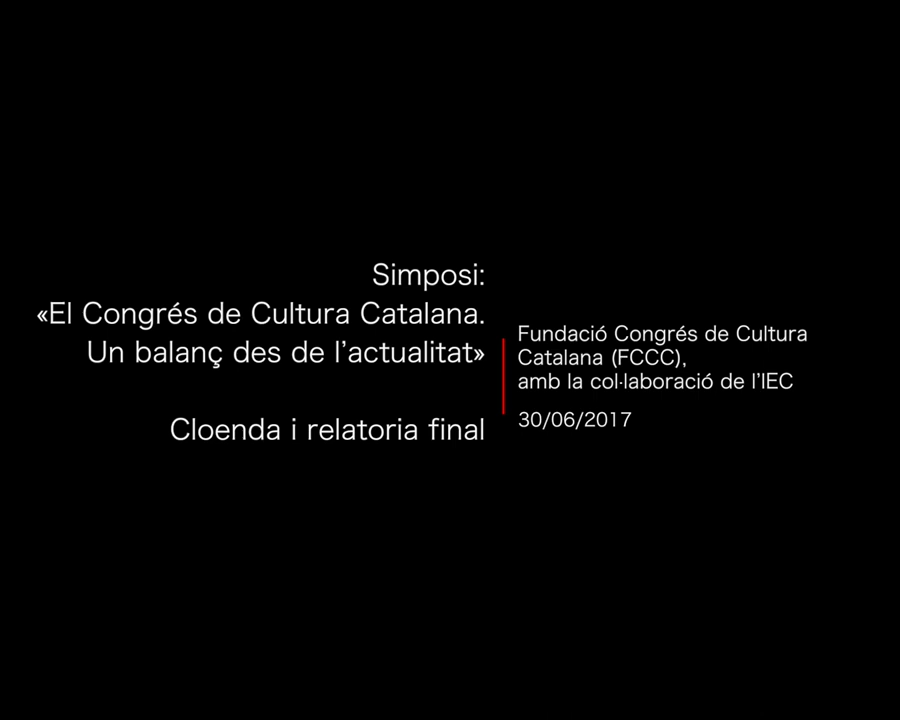 Simposi:
«El Congrés de Cultura Catalana.
Un balanç des de l’actualitat»
Cloenda i relatoria final
Fundació Congrés de Cultura
Catalana (FCCC),
amb la col·laboració de l’IEC
30/06/2017